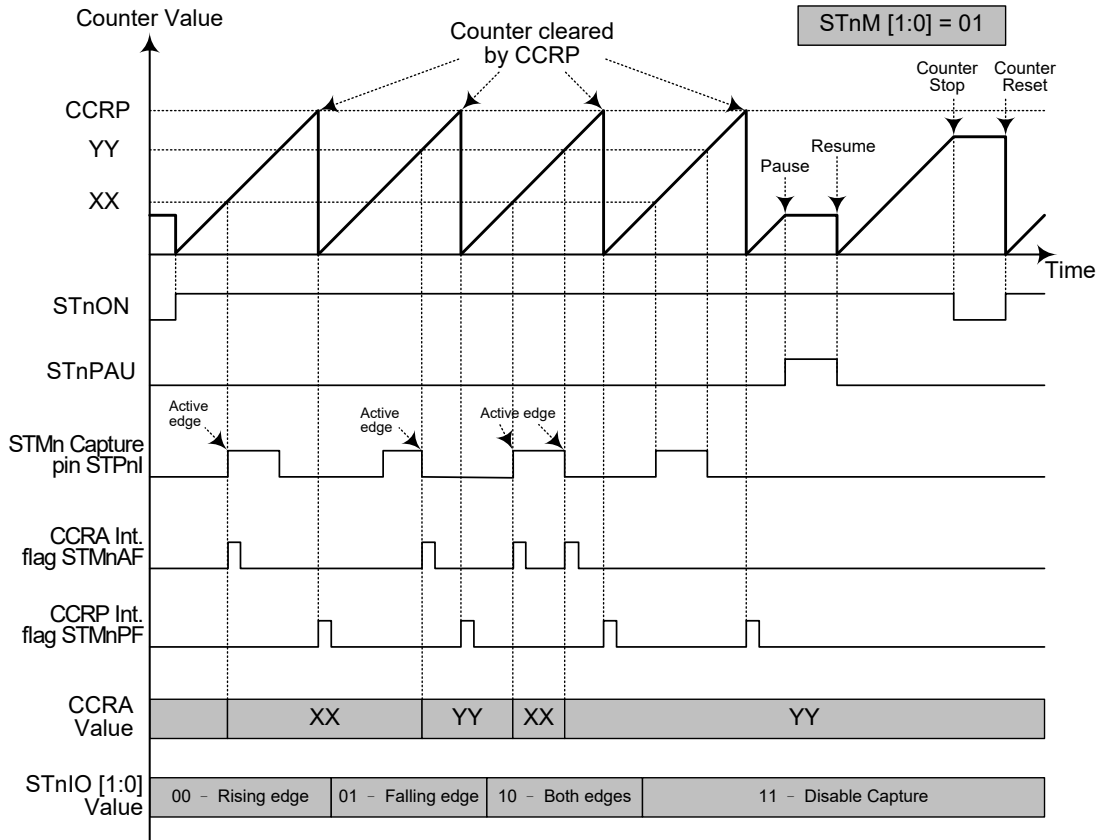 Counter Value
STnM [1:0] = 01
Counter cleared
by CCRP
Counter
Stop
Counter
Reset
CCRP
YY
Resume
Pause
XX
Time
STnON
STnPAU
Active
edge
Active
edge
Active edge
STMn Capture
pin STPnI
CCRA Int.
flag STMnAF
CCRP Int.
flag STMnPF
CCRA
Value
XX
YY
XX
YY
STnIO [1:0]
Value
00 – Rising edge
01 – Falling edge
10 – Both edges
11 – Disable Capture